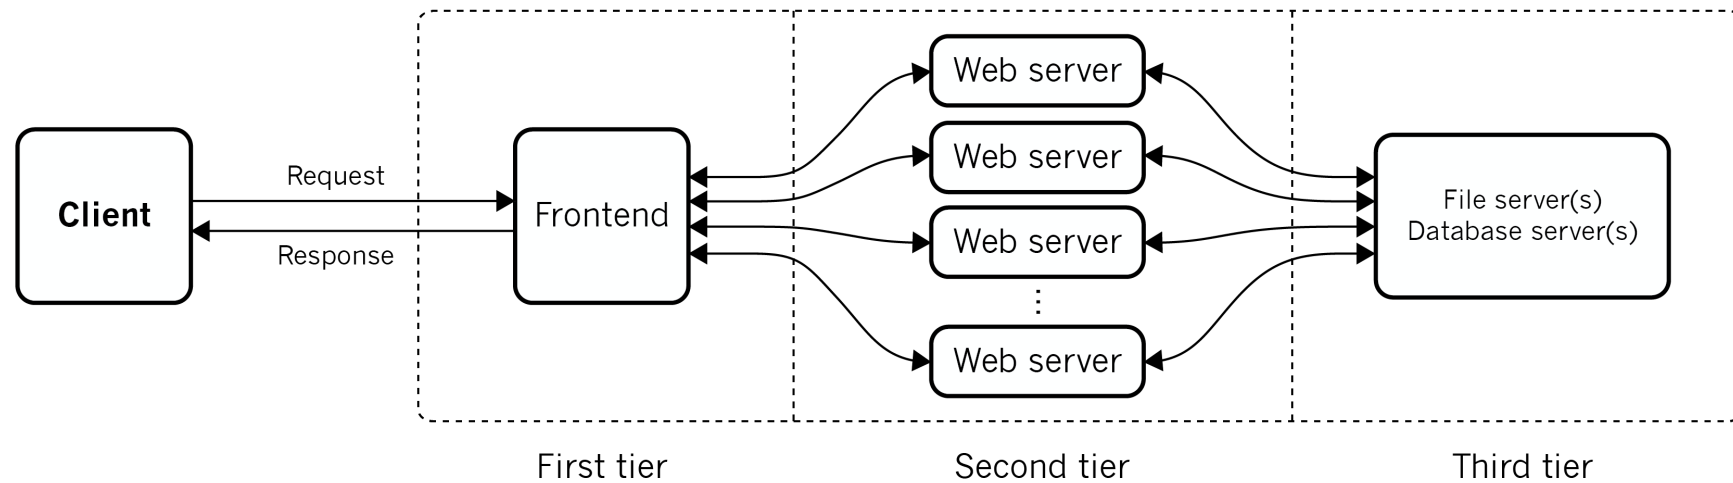 Client
Request
Response
Frontend
Web server
Web server
Web server
⋮
Web server
File server(s)
Database server(s)
First tier
Second tier
Third tier